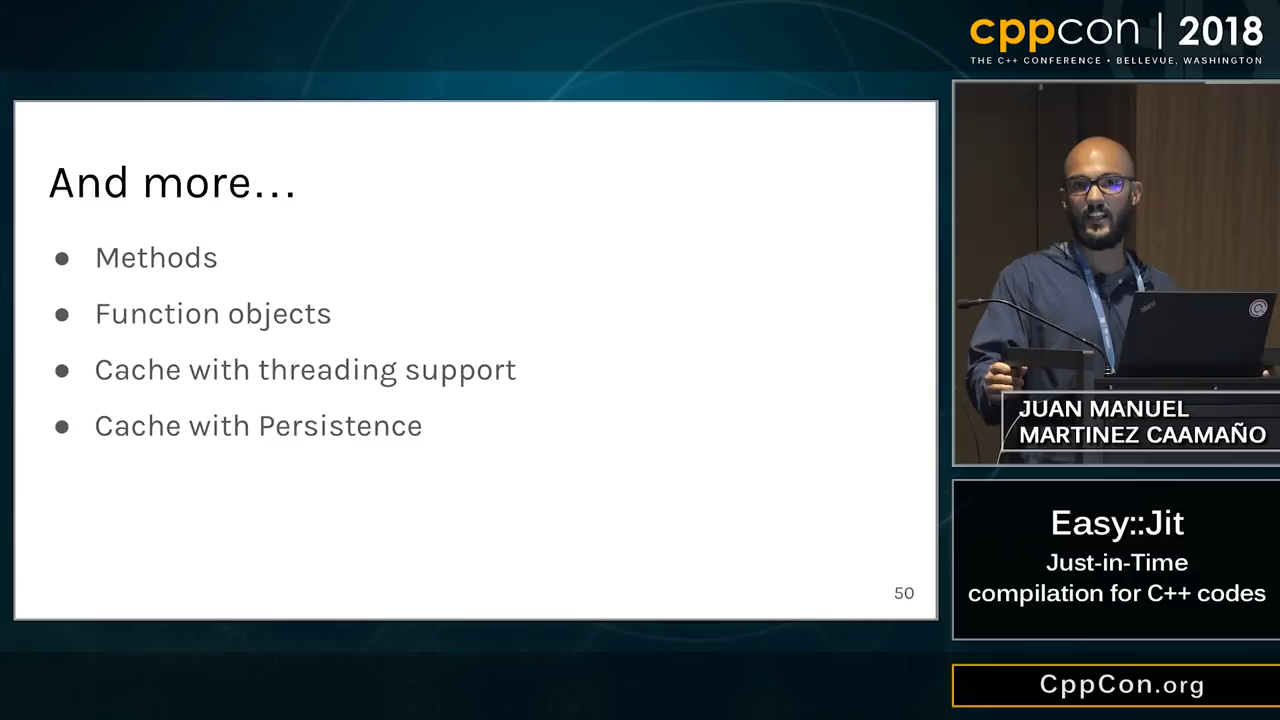 cppcon | 2018
THE C++ CONFERENCE • BELLEVUE, WASHINGTON
And more…
● Methods
● Function objects
● Cache with threading support
● Cache with Persistence
50
JUAN MANUEL
MARTINEZ CAAMAÑO
Easy::Jit
Just-in-Time
compilation for C++ codes
CppCon.org